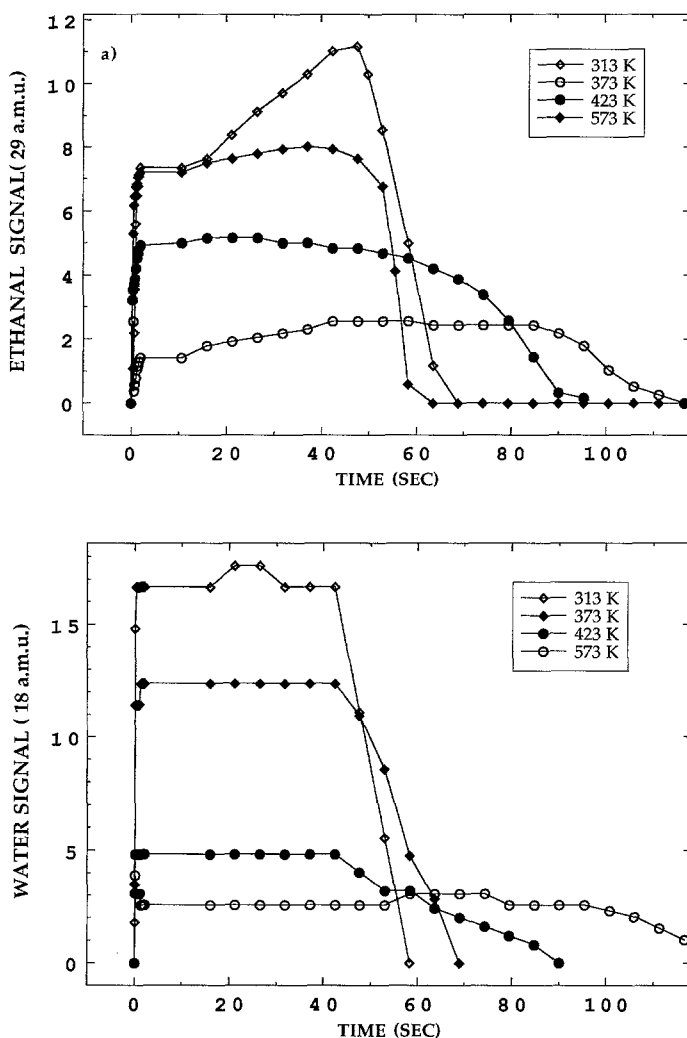 a)
313 K
373 K
423 K
573 K
ETHANAL SIGNAL( 29 a.m.u.)
12
10
8
6
4
2
0
0 20 40 60 80 100
TIME (SEC)
313 K
373 K
423 K
573 K
WATER SIGNAL ( 18 a.m.u.)
15
10
5
0
0 20 40 60 80 100
TIME (SEC)